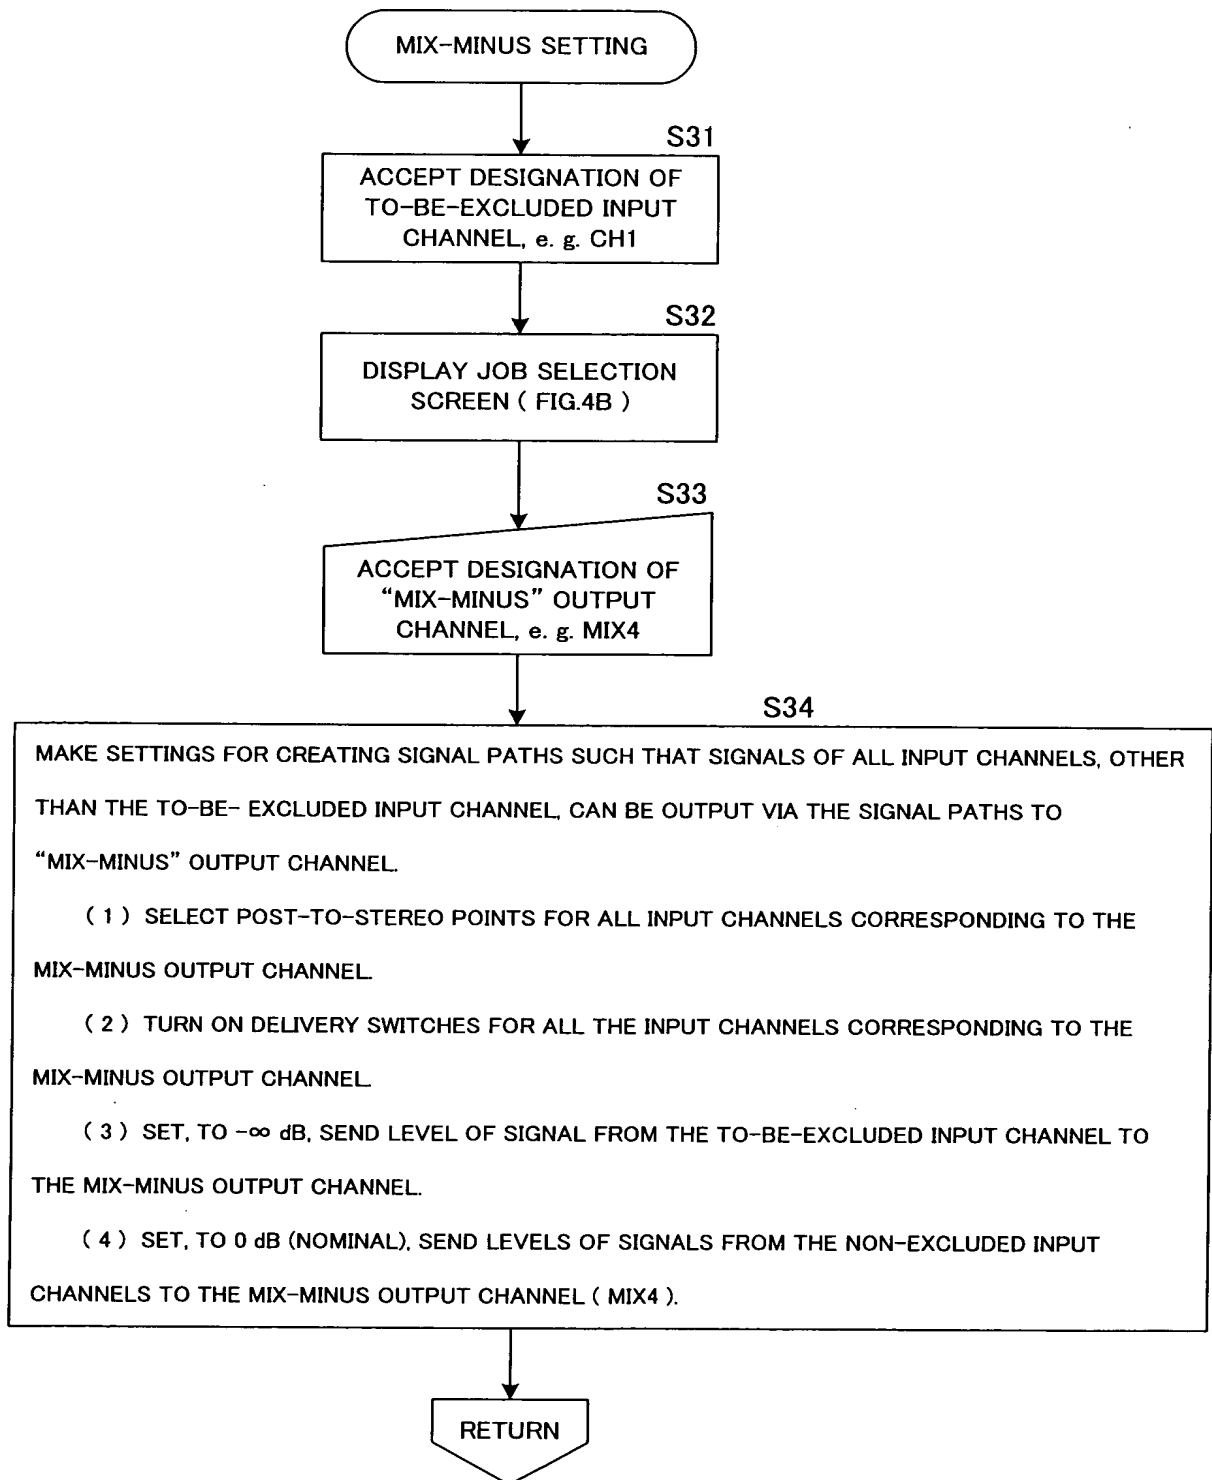 MIX-MINUS SETTING
S31
ACCEPT DESIGNATION OF
TO-BE-EXCLUDED INPUT
CHANNEL, e. g. CH1
S32
DISPLAY JOB SELECTION
SCREEN ( FIG.4B )
S33
ACCEPT DESIGNATION OF
“MIX-MINUS” OUTPUT
CHANNEL, e. g. MIX4
S34
MAKE SETTINGS FOR CREATING SIGNAL PATHS SUCH THAT SIGNALS OF ALL INPUT CHANNELS, OTHER
THAN THE TO-BE- EXCLUDED INPUT CHANNEL, CAN BE OUTPUT VIA THE SIGNAL PATHS TO
“MIX-MINUS” OUTPUT CHANNEL.
( 1 ) SELECT POST-TO-STEREO POINTS FOR ALL INPUT CHANNELS CORRESPONDING TO THE
MIX-MINUS OUTPUT CHANNEL.
( 2 ) TURN ON DELIVERY SWITCHES FOR ALL THE INPUT CHANNELS CORRESPONDING TO THE
MIX-MINUS OUTPUT CHANNEL.
( 3 ) SET, TO -∞ dB, SEND LEVEL OF SIGNAL FROM THE TO-BE-EXCLUDED INPUT CHANNEL TO
THE MIX-MINUS OUTPUT CHANNEL.
( 4 ) SET, TO 0 dB (NOMINAL), SEND LEVELS OF SIGNALS FROM THE NON-EXCLUDED INPUT
CHANNELS TO THE MIX-MINUS OUTPUT CHANNEL ( MIX4 ).
RETURN